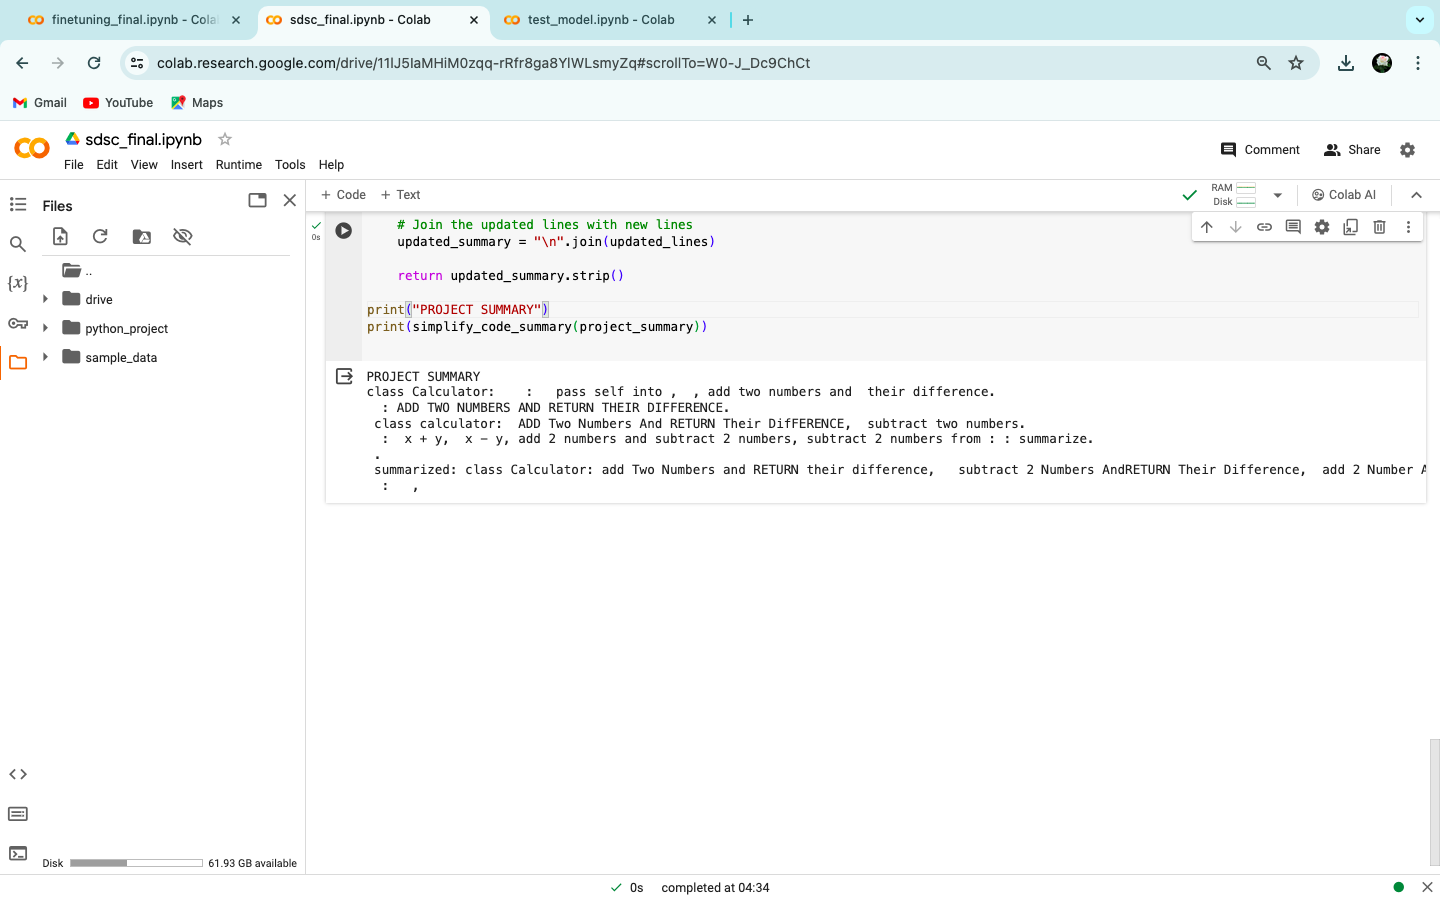 finetuning_final.ipynb - Cola
sdsc_final.ipynb - Colab
test_model.ipynb - Colab
colab.research.google.com/drive/11lJ5laMHiM0zqq-rRfr8ga8YlWLsmyZq#scrollTo=W0-J_Dc9ChCt
Gmail
YouTube
Maps
sdsc_final.ipynb
File Edit View Insert Runtime Tools Help
Comment
Share
Files
+ Code + Text
RAM
Disk
Colab AI
..
drive
python_project
sample_data
{x}
0s
# Join the updated lines with new lines
updated_summary = "\n".join(updated_lines)
return updated_summary.strip()
print("PROJECT SUMMARY")
print(simplify_code_summary(project_summary))
PROJECT SUMMARY
class Calculator:    :   pass self into ,  , add two numbers and  their difference.
: ADD TWO NUMBERS AND RETURN THEIR DIFFERENCE.
class calculator:  ADD Two Numbers And RETURN Their DifFERENCE,  subtract two numbers.
:  x + y,  x – y, add 2 numbers and subtract 2 numbers, subtract 2 numbers from : : summarize.
.
summarized: class Calculator: add Two Numbers and RETURN their difference,   subtract 2 Numbers AndRETURN Their Difference,  add 2 Number A
:   ,
Disk
61.93 GB available
0s completed at 04:34